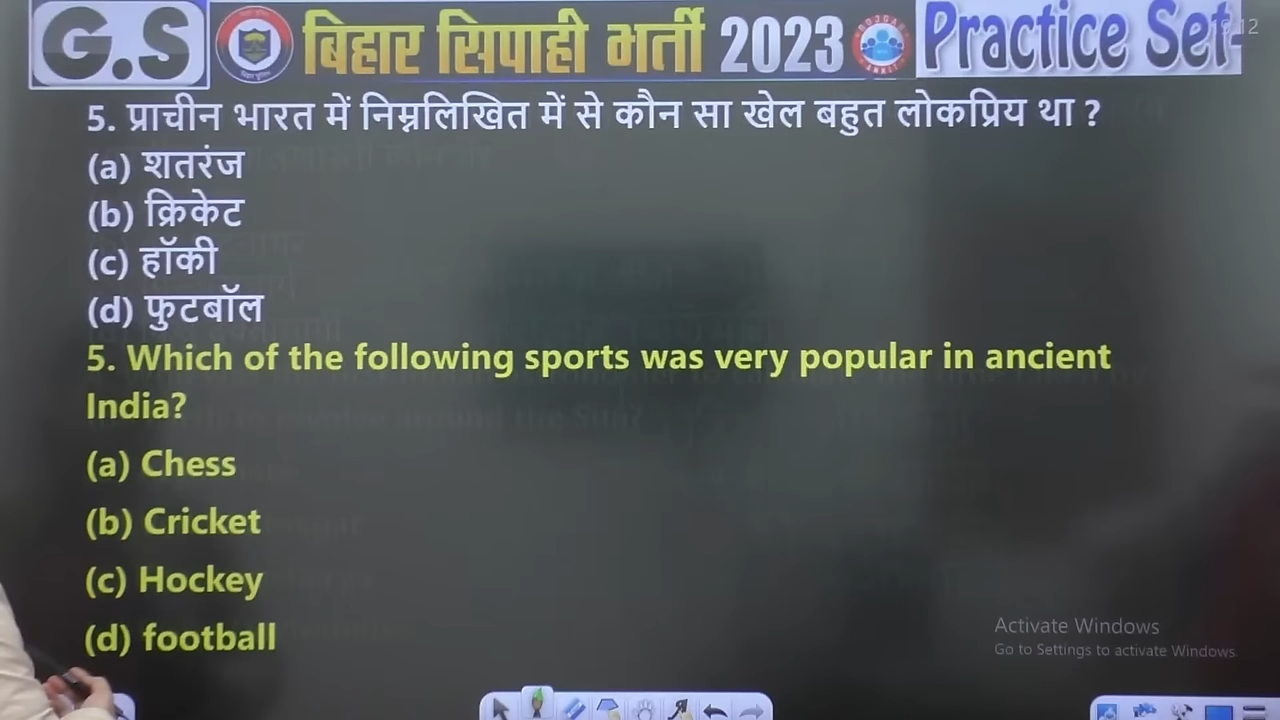 G.S
बिहार सिपाही भर्ती 2023
Practice Set-
5. प्राचीन भारत में निम्नलिखित में से कौन सा खेल बहुत लोकप्रिय था ?
(a) शतरंज
(b) क्रिकेट
(c) हॉकी
(d) फुटबॉल
5. Which of the following sports was very popular in ancient
India?
(a) Chess
(b) Cricket
(c) Hockey
(d) football
Activate Windows
Go to Settings to activate Windows.